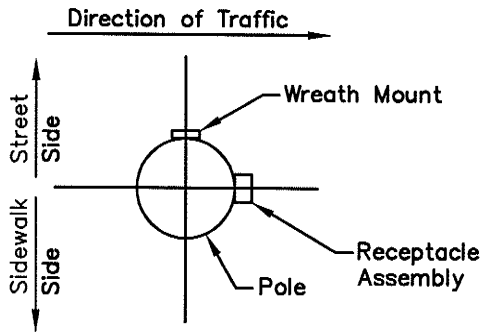 Direction of Traffic
Wreath Mount
Street
Side
Sidewalk
Side
Receptacle
Assembly
Pole